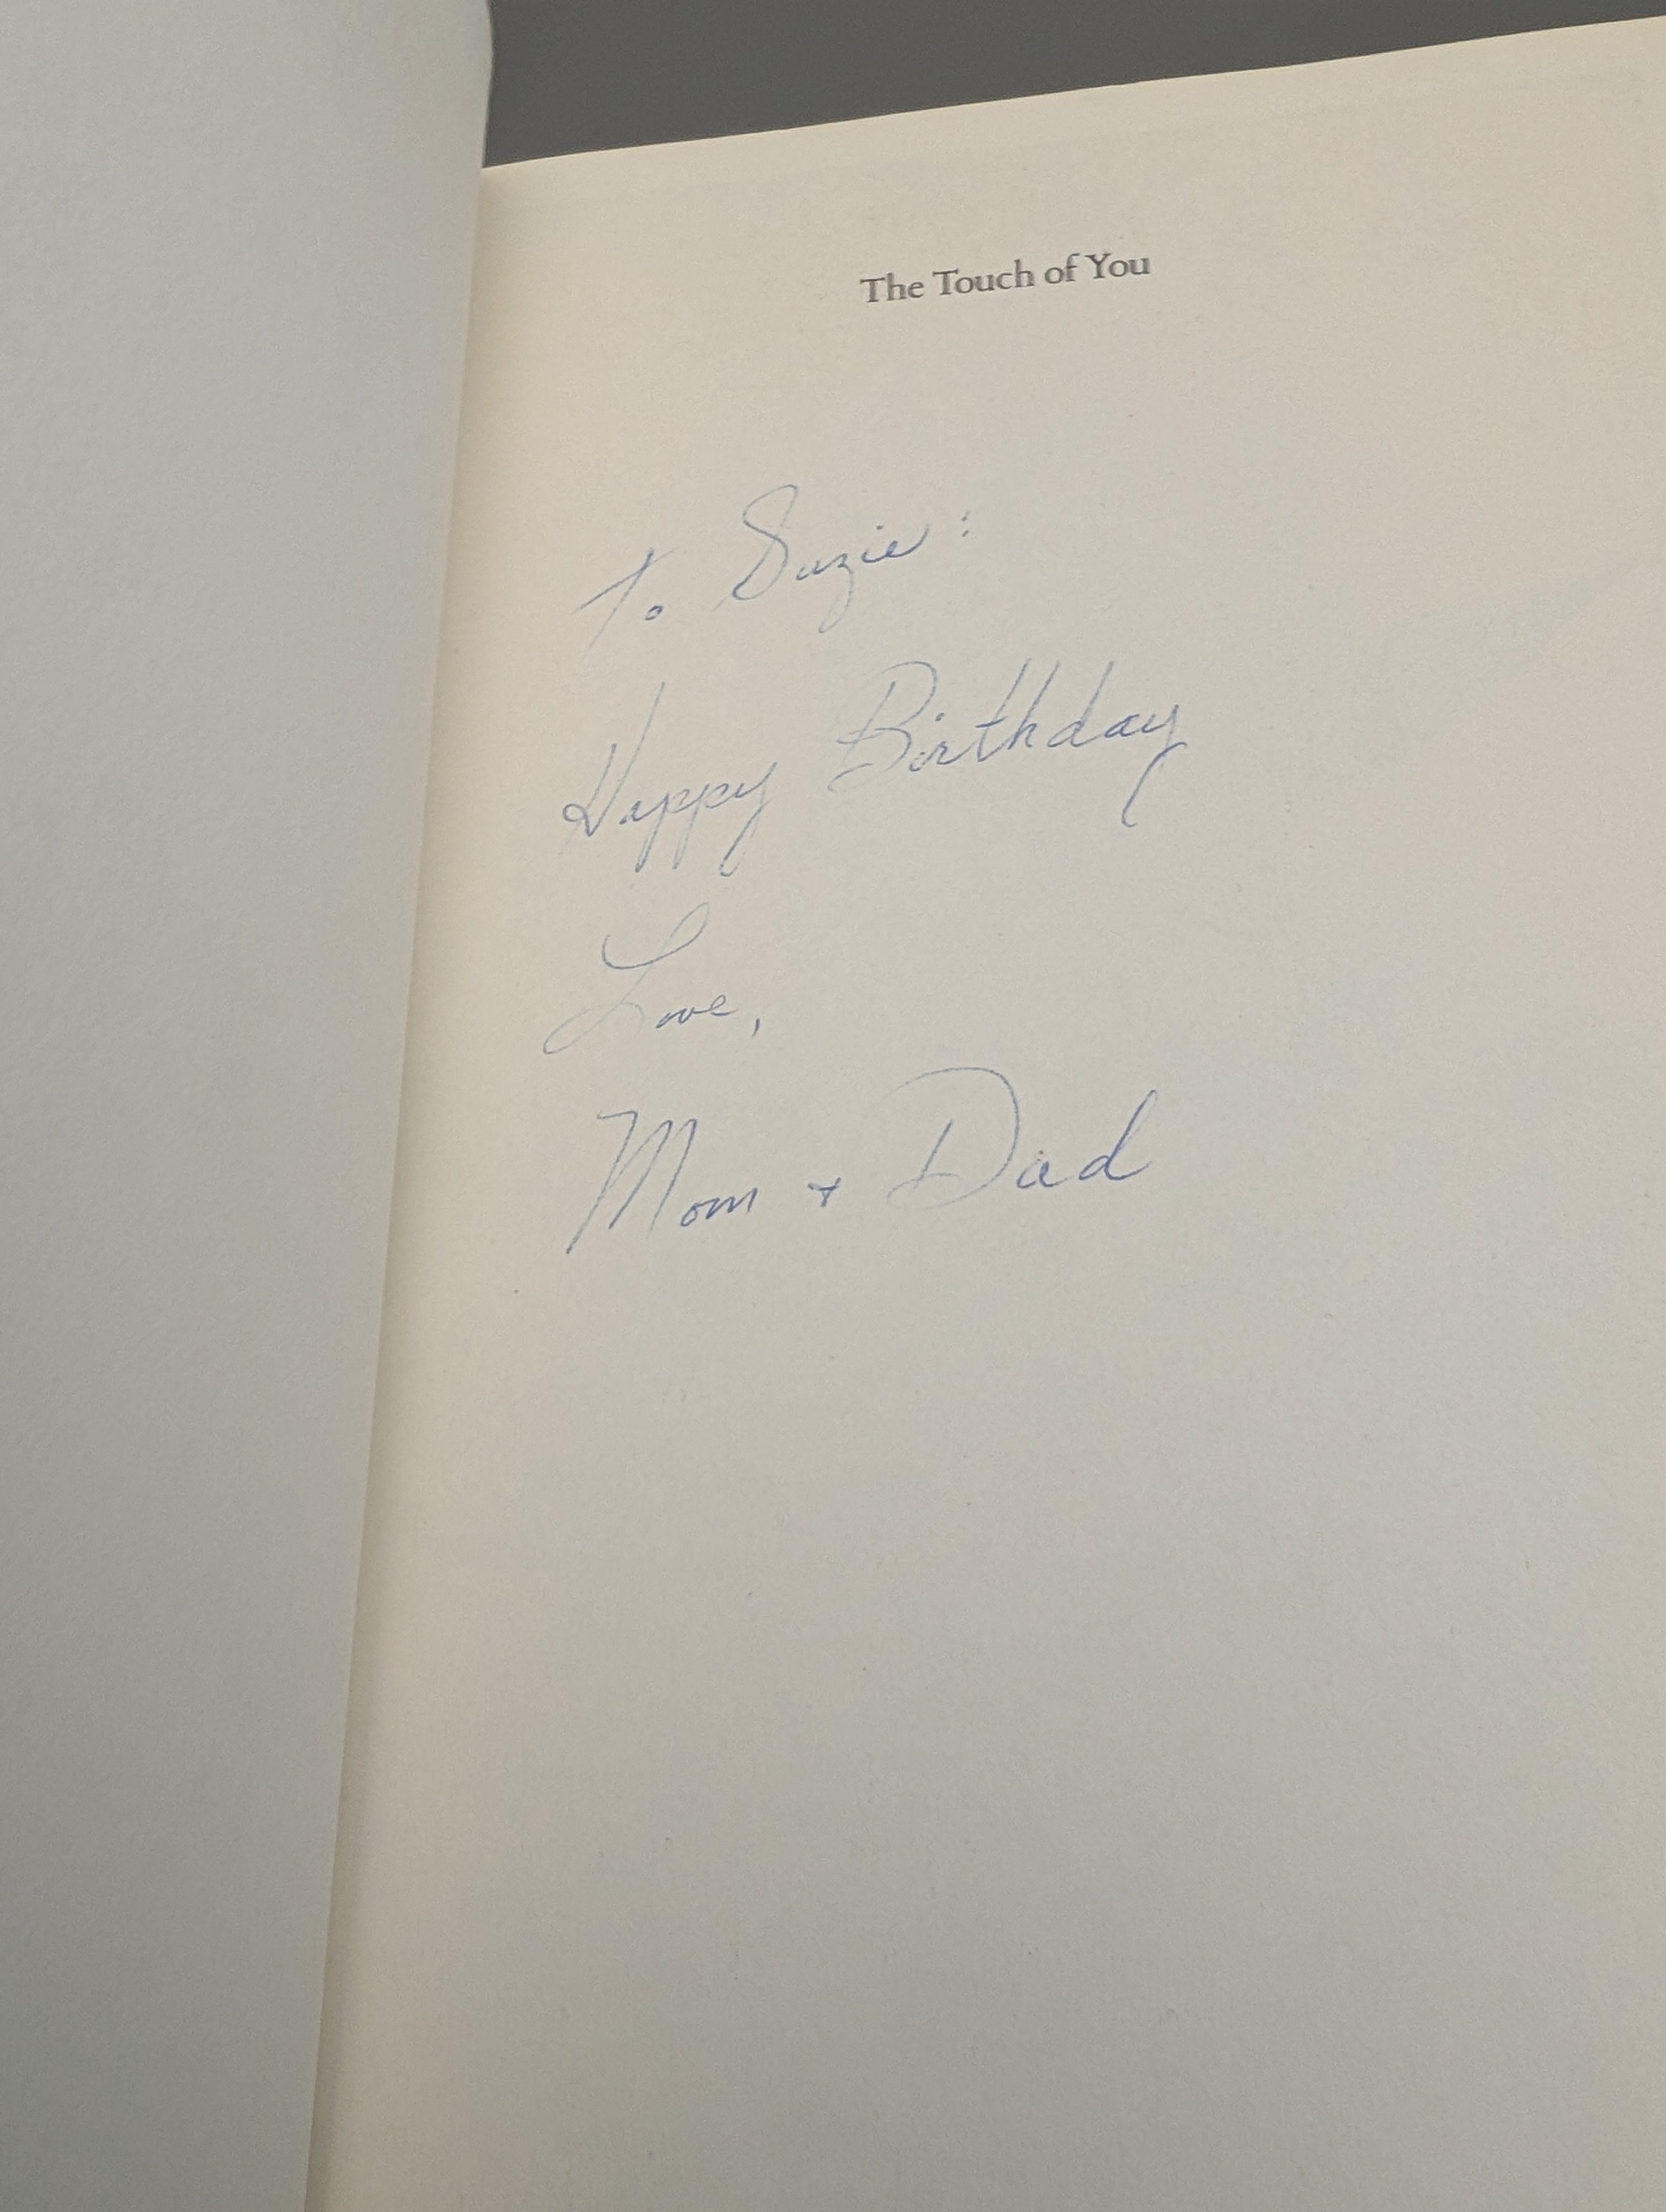 The Touch of You
To Suzie:
Happy Birthday
Love,
Mom + Dad